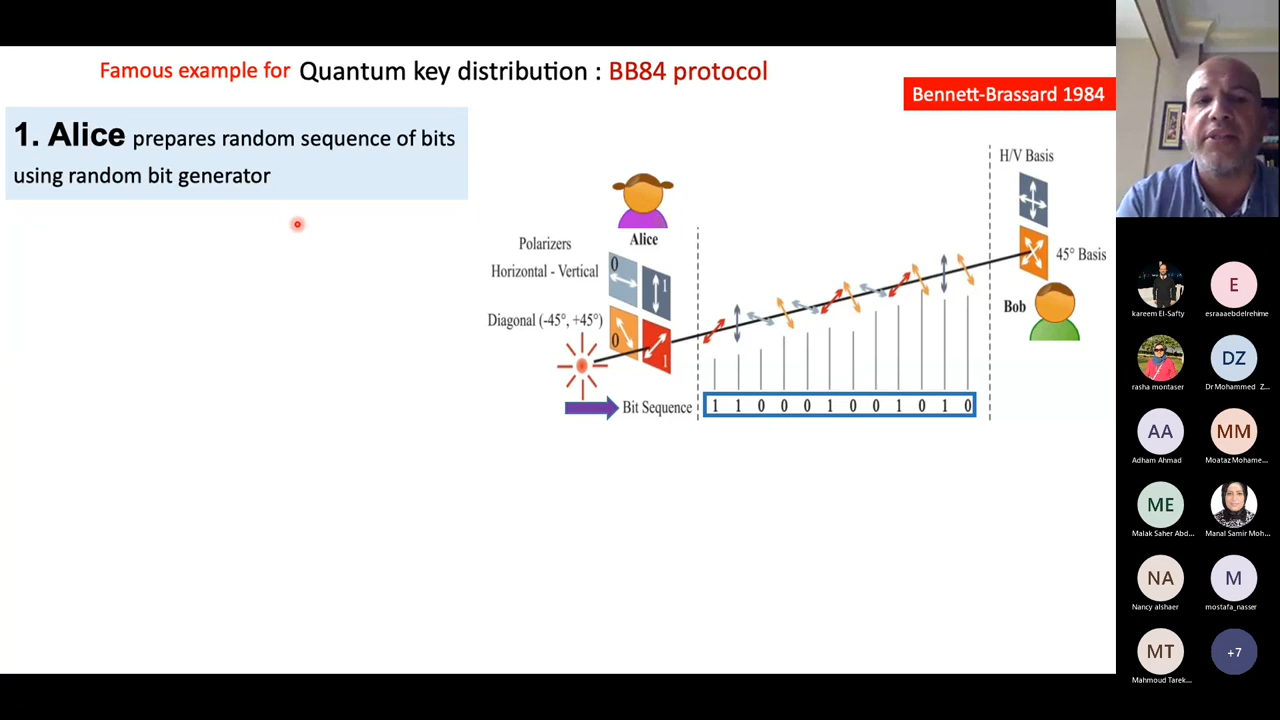 Famous example for Quantum key distribution : BB84 protocol
Bennett-Brassard 1984
1. Alice prepares random sequence of bits
using random bit generator
H/V Basis
45° Basis
Bob
Alice
Polarizers
Horizontal - Vertical
0
1
Diagonal (-45°, +45°)
0
1
Bit Sequence
1 1 0 0 0 1 0 0 1 0 1 0
kareem El-Safty
E
esraaaebdelrehime
rasha montaser
DZ
Dr Mohammed Z...
AA
Adham Ahmad
MM
Moataz Mohame...
ME
Malak Saher Abd...
Manal Samir Moh...
NA
Nancy alshaer
M
mostafa_nasser
MT
Mahmoud Tarek...
+7